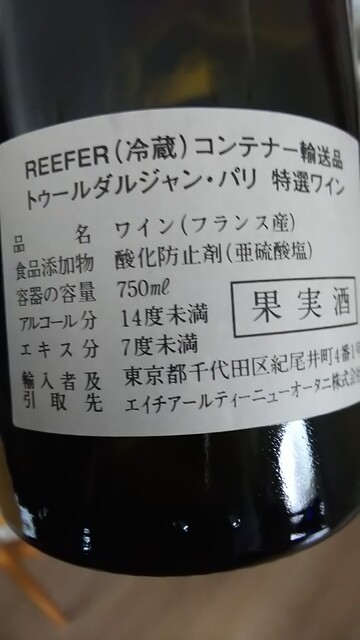 REEFER(冷蔵)コンテナー輸送品
トゥールダルジャン・パリ 特選ワイン
品名 ワイン(フランス産)
食品添加物 酸化防止剤(亜硫酸塩)
容器の容量 750mℓ
アルコール分 14度未満
エキス分 7度未満
果実酒
輸入者及 東京都千代田区紀尾井町4番1号
引取先 エイチアールティーニューオータニ株式会